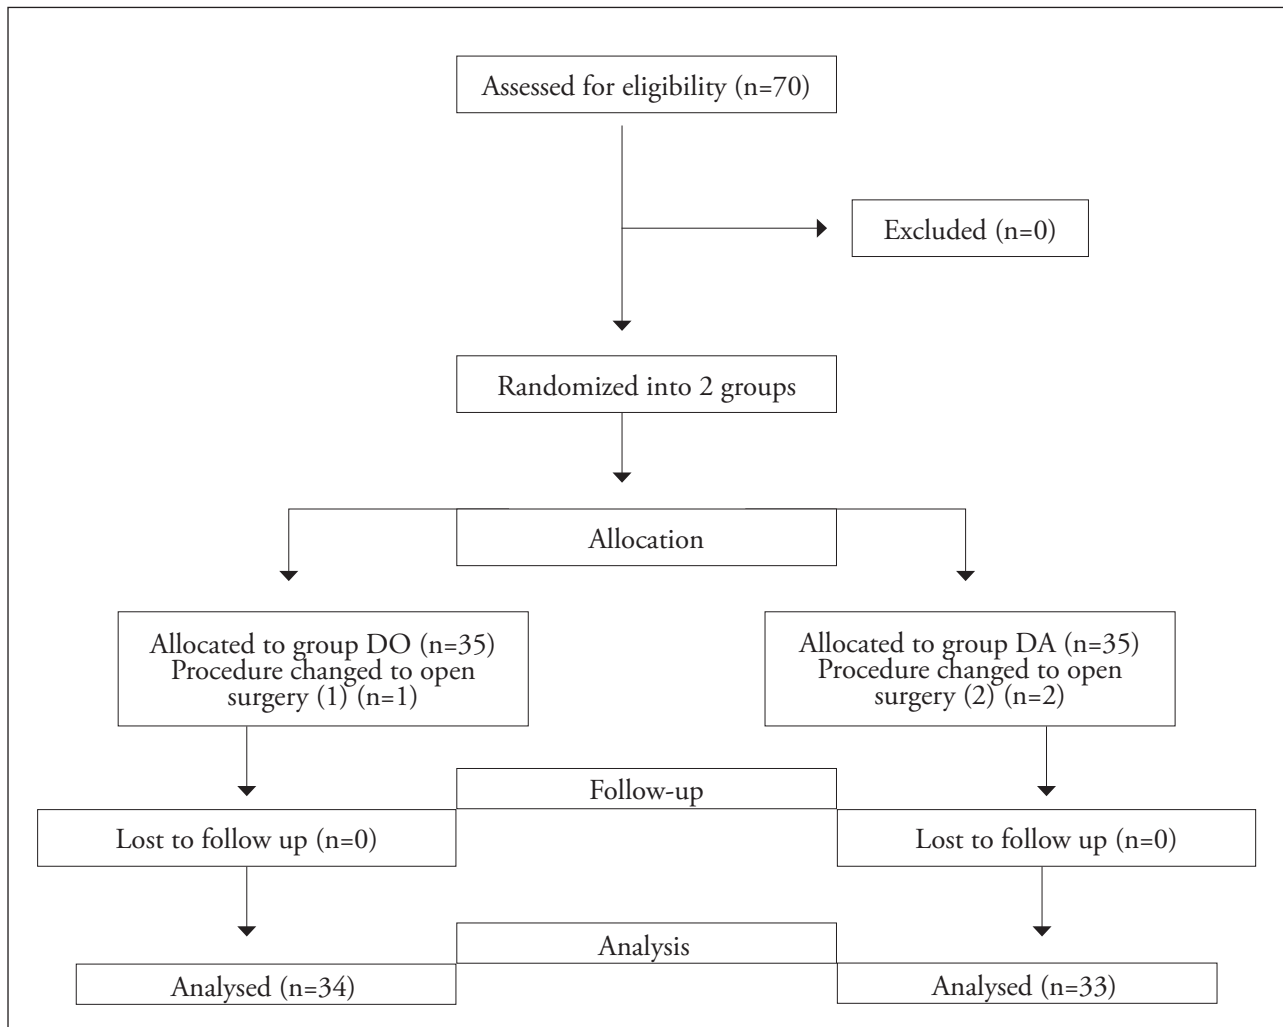 Assessed for eligibility (n=70)
Excluded (n=0)
Randomized into 2 groups
Allocation
Allocated to group DO (n=35)
Procedure changed to open
surgery (1) (n=1)
Allocated to group DA (n=35)
Procedure changed to open
surgery (2) (n=2)
Follow-up
Lost to follow up (n=0)
Lost to follow up (n=0)
Analysis
Analysed (n=34)
Analysed (n=33)